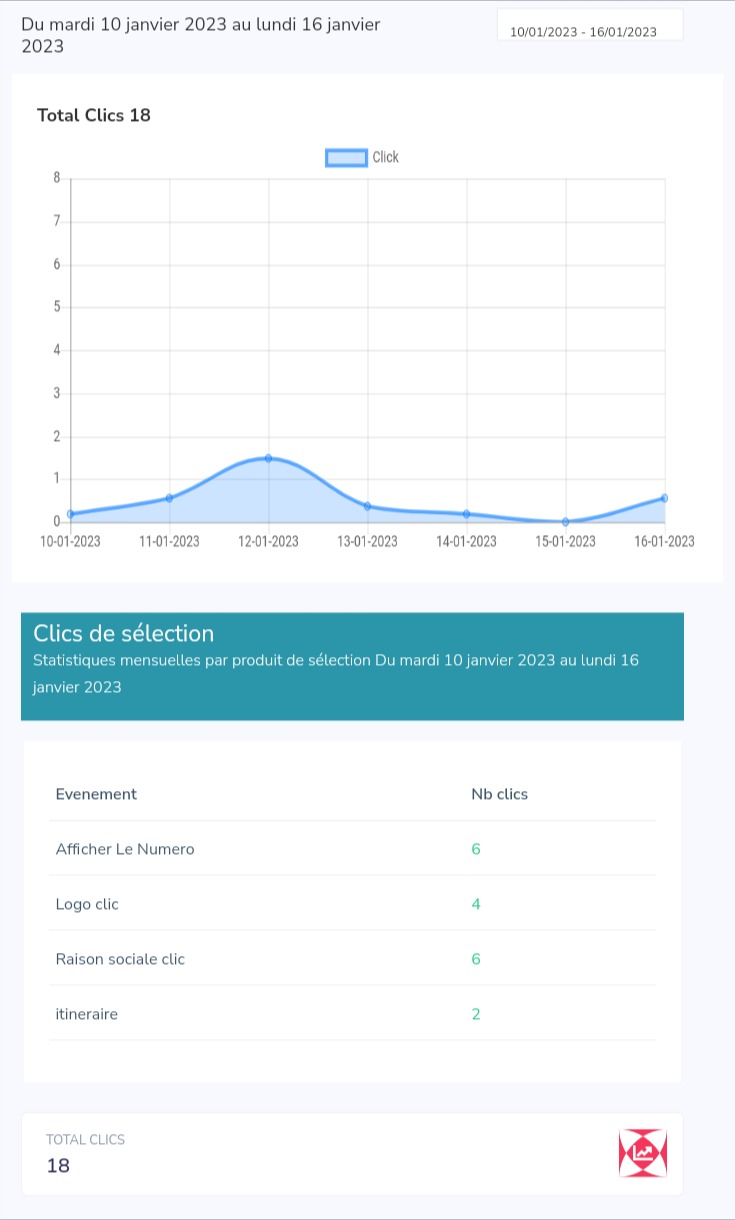 Du mardi 10 janvier 2023 au lundi 16 janvier
2023
10/01/2023 - 16/01/2023
Total Clics 18
Click
8
7
6
5
4
3
2
1
0
10-01-2023 11-01-2023 12-01-2023 13-01-2023 14-01-2023 15-01-2023 16-01-2023
Clics de sélection
Statistiques mensuelles par produit de sélection Du mardi 10 janvier 2023 au lundi 16
janvier 2023
Evenement Nb clics
Afficher Le Numero 6
Logo clic 4
Raison sociale clic 6
itineraire 2
TOTAL CLICS
18